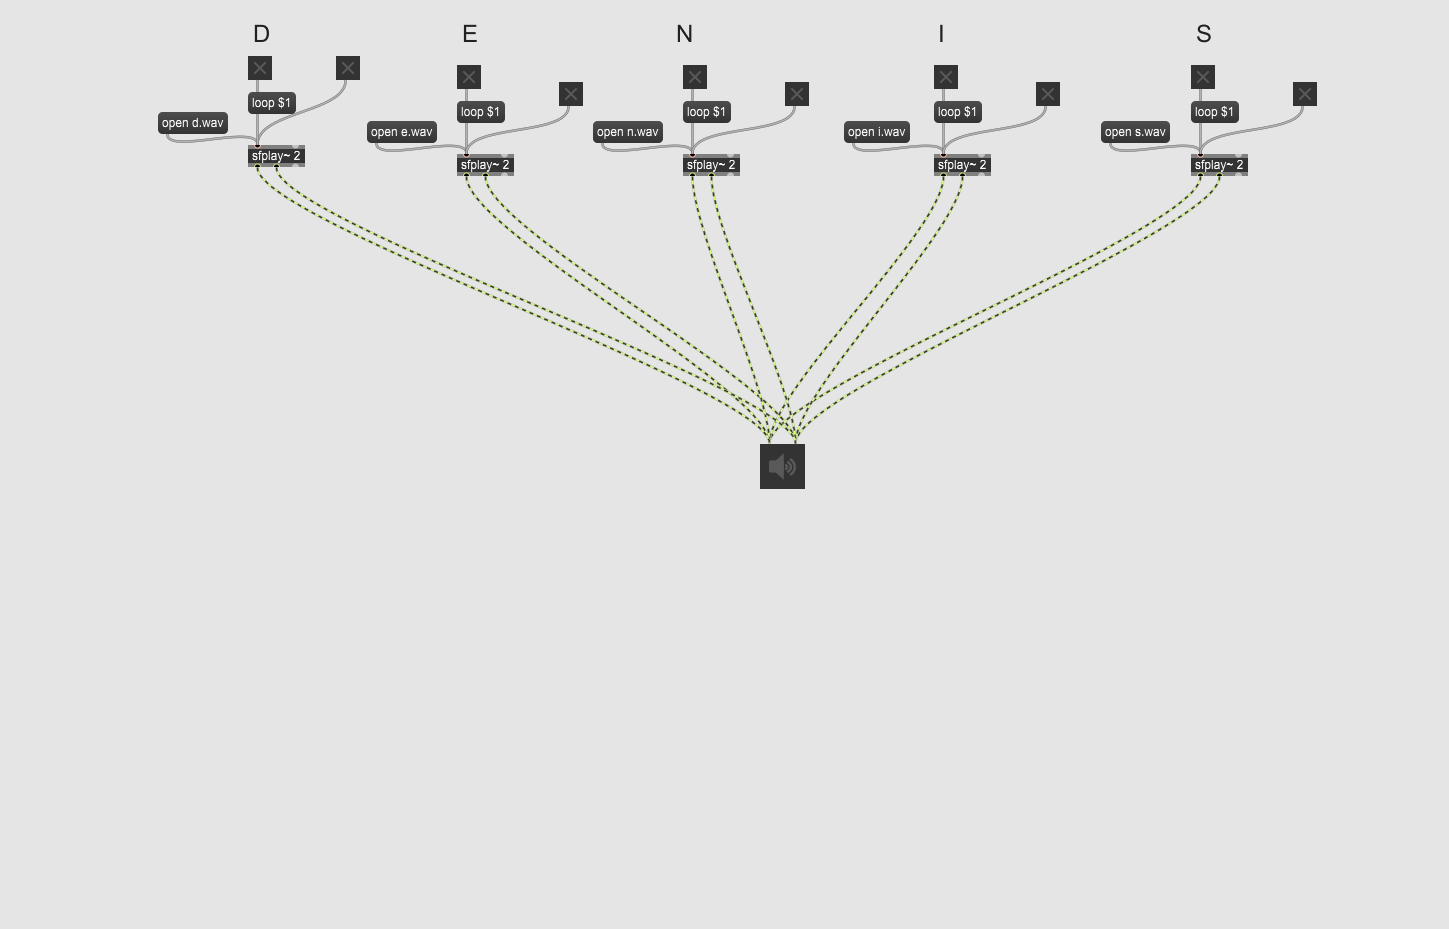 D E N I S
loop $1
open d.wav
sfplay~ 2
loop $1
open e.wav
sfplay~ 2
loop $1
open n.wav
sfplay~ 2
loop $1
open i.wav
sfplay~ 2
loop $1
open s.wav
sfplay~ 2